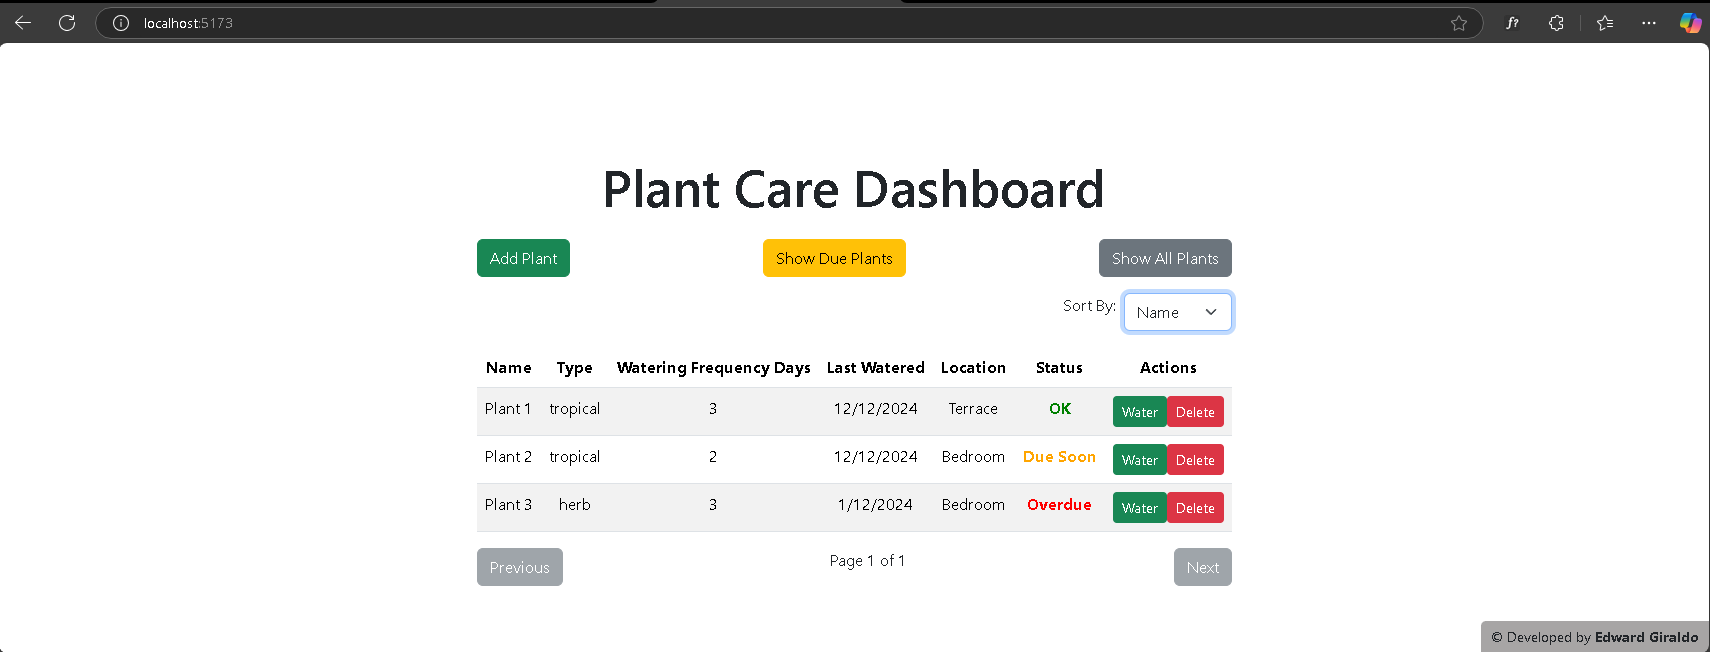 localhost:5173
Plant Care Dashboard
Add Plant Show Due Plants Show All Plants
Sort By: Name
Name Type Watering Frequency Days Last Watered Location Status Actions
Plant 1 tropical 3 12/12/2024 Terrace OK Water Delete
Plant 2 tropical 2 12/12/2024 Bedroom Due Soon Water Delete
Plant 3 herb 3 1/12/2024 Bedroom Overdue Water Delete
Previous Page 1 of 1 Next
© Developed by Edward Giraldo